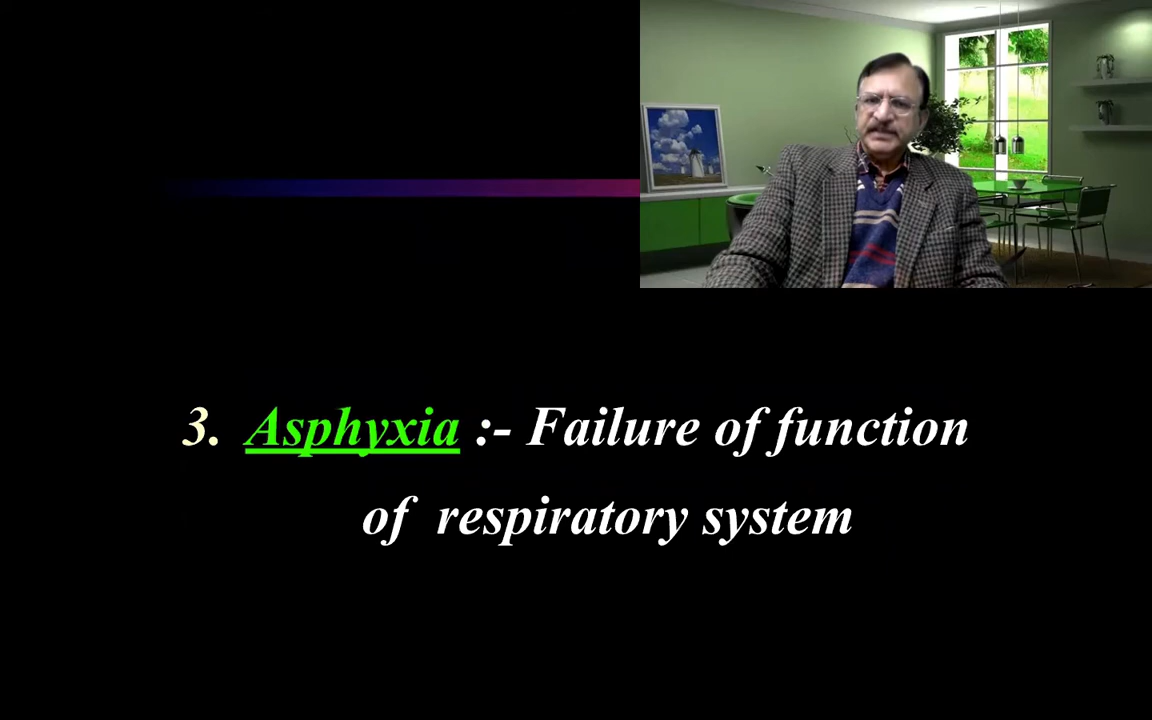 3. Asphyxia :- Failure of function
of respiratory system